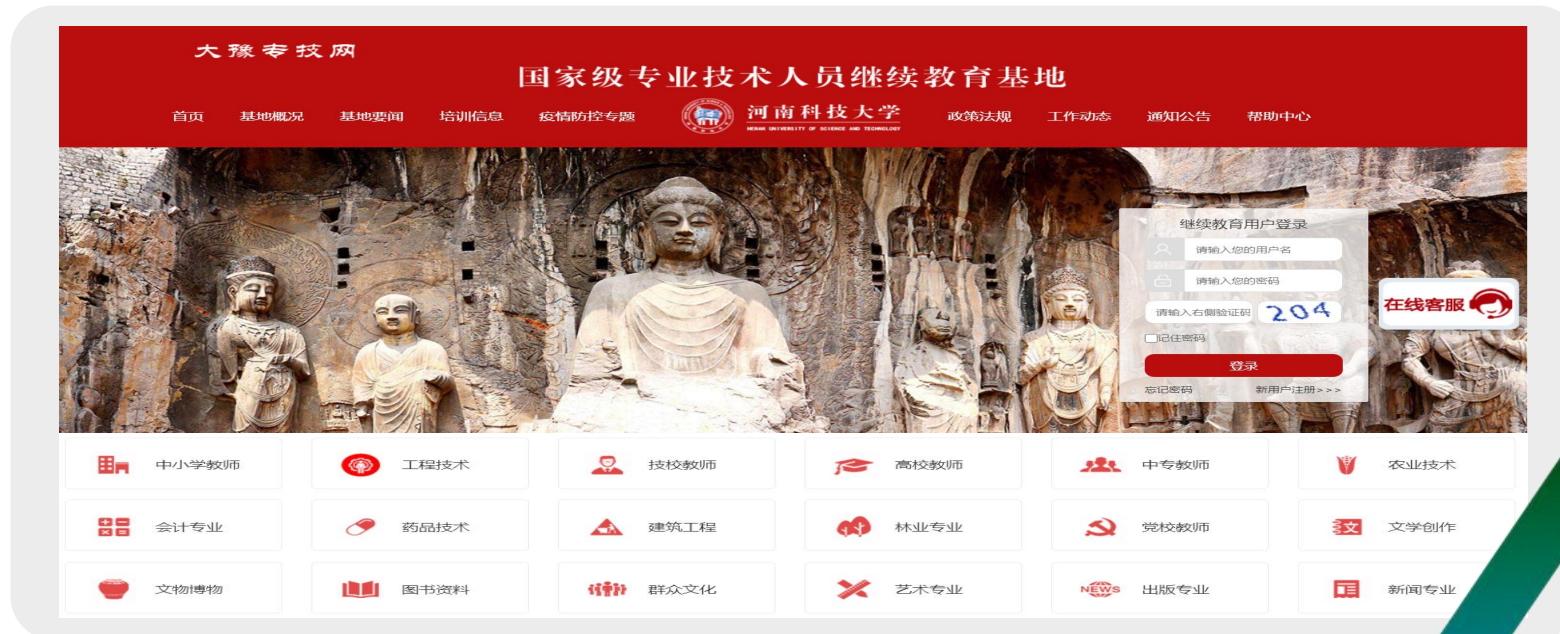 大豫专技网
国家级专业技术人员继续教育基地
首页 基地概况 基地要闻 培训信息 疫情防控专题 河南科技大学 政策法规 工作动态 通知公告 帮助中心
HENAN UNIVERSITY OF SCIENCE AND TECHNOLOGY
继续教育用户登录
请输入您的用户名
请输入您的密码
请输入右侧验证码 204
在线客服
记住密码
登录
忘记密码 新用户注册>>>
中小学教师 工程技术 技校教师 高校教师 中专教师 农业技术
会计专业 药品技术 建筑工程 林业专业 党校教师 文 文学创作
文物博物 图书资料 群众文化 艺术专业 NEWS 出版专业 新闻专业